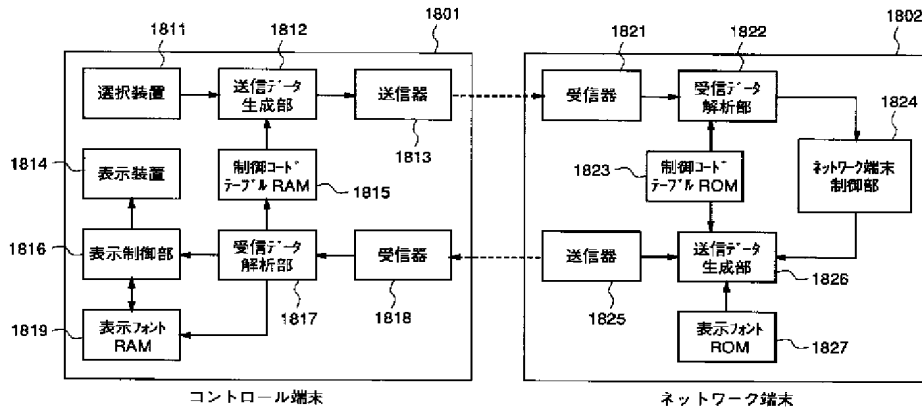 1801
1802
1811
1812
1821
1822
選択装置
送信データ
生成部
送信器
受信器
受信データ
解析部
1824
1813
1814
表示装置
制御コード
テーブル RAM
1815
1823
制御コード
テーブル ROM
ネットワーク端末
制御部
1816
表示制御部
受信データ
解析部
受信器
送信器
送信データ
生成部
1826
1817
1818
1825
1819
表示フォント
RAM
表示フォント
ROM
1827
コントロール端末
ネットワーク端末